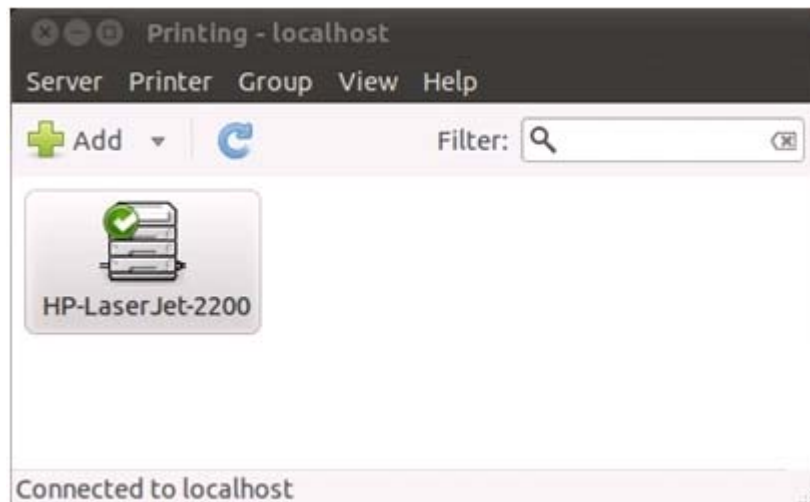 Printing - localhost
Server Printer Group View Help
Add Filter:
HP-LaserJet-2200
Connected to localhost